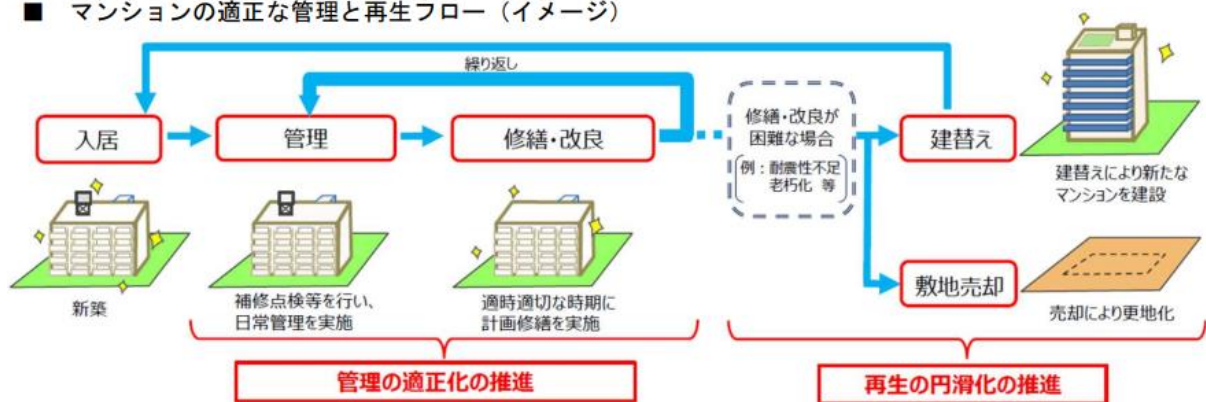 ■ マンションの適正な管理と再生フロー（イメージ）
繰り返し
入居
管理
修繕・改良
修繕・改良が
困難な場合
例：耐震性不足
老朽化 等
建替え
建替えにより新たな
マンションを建設
新築
補修点検等を行い、
日常管理を実施
適時適切な時期に
計画修繕を実施
敷地売却
売却により更地化
管理の適正化の推進
再生の円滑化の推進